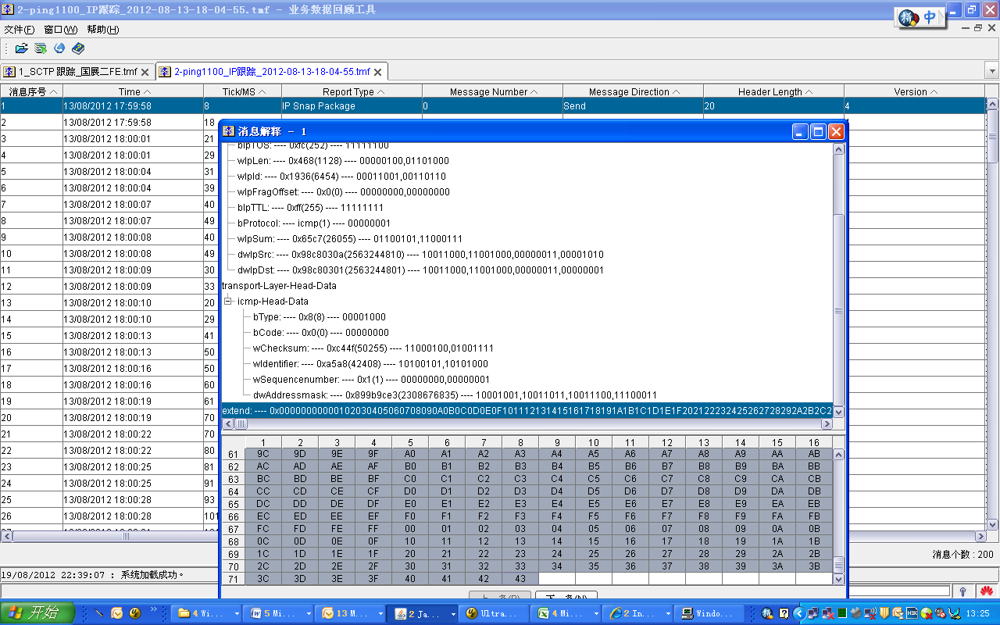 2-ping1100_IP跟踪_2012-08-13-18-04-55.tmf - 业务数据回顾工具
中
文件(F) 窗口(W) 帮助(H)
1_SCTP 跟踪_国展二FE.tmf 2-ping1100_IP跟踪_2012-08-13-18-04-55.tmf
消息序号 Time Tick/MS Report Type Message Number Message Direction Header Length Version
1 13/08/2012 17:59:58 8 IP Snap Package 0 Send 20 4
2 13/08/2012 17:59:58 18
3 13/08/2012 18:00:01 21
4 13/08/2012 18:00:01 29
5 13/08/2012 18:00:04 31
6 13/08/2012 18:00:04 39
7 13/08/2012 18:00:07 40
8 13/08/2012 18:00:07 49
9 13/08/2012 18:00:08 40
10 13/08/2012 18:00:08 49
11 13/08/2012 18:00:09 30
12 13/08/2012 18:00:09 33
13 13/08/2012 18:00:10 20
14 13/08/2012 18:00:10 29
15 13/08/2012 18:00:13 41
16 13/08/2012 18:00:13 50
17 13/08/2012 18:00:16 50
18 13/08/2012 18:00:16 60
19 13/08/2012 18:00:19 61
20 13/08/2012 18:00:19 70
21 13/08/2012 18:00:22 70
22 13/08/2012 18:00:22 80
23 13/08/2012 18:00:25 81
24 13/08/2012 18:00:25 91
25 13/08/2012 18:00:28 93
26 13/08/2012 18:00:28 101
消息解释 - 1
bIpTOS: ---- 0xfc(252) ---- 11111100
wIpLen: ---- 0x468(1128) ---- 00000100,01101000
wIpId: ---- 0x1936(6454) ---- 00011001,00110110
wIpFragOffset: ---- 0x0(0) ---- 00000000,00000000
bIpTTL: ---- 0xff(255) ---- 11111111
bProtocol: ---- icmp(1) ---- 00000001
wIpSum: ---- 0x65c7(26055) ---- 01100101,11000111
dwIpSrc: ---- 0x98c8030a(2563244810) ---- 10011000,11001000,00000011,00001010
dwIpDst: ---- 0x98c80301(2563244801) ---- 10011000,11001000,00000011,00000001
transport-Layer-Head-Data
icmp-Head-Data
bType: ---- 0x8(8) ---- 00001000
bCode: ---- 0x0(0) ---- 00000000
wChecksum: ---- 0xc44f(50255) ---- 11000100,01001111
wIdentifier: ---- 0xa5a8(42408) ---- 10100101,10101000
wSequencenumber: ---- 0x1(1) ---- 00000000,00000001
dwAddressmask: ---- 0x899b9ce3(2308676835) ---- 10001001,10011011,10011100,11100011
extend: ---- 0x000000000000102030405060708090A0B0C0D0E0F101112131415161718191A1B1C1D1E1F202122232425262728292A2B2C2
1 2 3 4 5 6 7 8 9 10 11 12 13 14 15 16
61 9C 9D 9E 9F A0 A1 A2 A3 A4 A5 A6 A7 A8 A9 AA AB
62 AC AD AE AF B0 B1 B2 B3 B4 B5 B6 B7 B8 B9 BA BB
63 BC BD BE BF C0 C1 C2 C3 C4 C5 C6 C7 C8 C9 CA CB
64 CC CD CE CF D0 D1 D2 D3 D4 D5 D6 D7 D8 D9 DA DB
65 DC DD DE DF E0 E1 E2 E3 E4 E5 E6 E7 E8 E9 EA EB
66 EC ED EE EF F0 F1 F2 F3 F4 F5 F6 F7 F8 F9 FA FB
67 FC FD FE FF 00 01 02 03 04 05 06 07 08 09 0A 0B
68 0C 0D 0E 0F 10 11 12 13 14 15 16 17 18 19 1A 1B
69 1C 1D 1E 1F 20 21 22 23 24 25 26 27 28 29 2A 2B
70 2C 2D 2E 2F 30 31 32 33 34 35 36 37 38 39 3A 3B
71 3C 3D 3E 3F 40 41 42 43
消息个数 : 200
19/08/2012 22:39:07 : 系统加载成功。
开始 4 Wi... 5 Mi... 13 M... 2 Ja... Ultra... 4 Mi... 2 In... Windo... 13:25